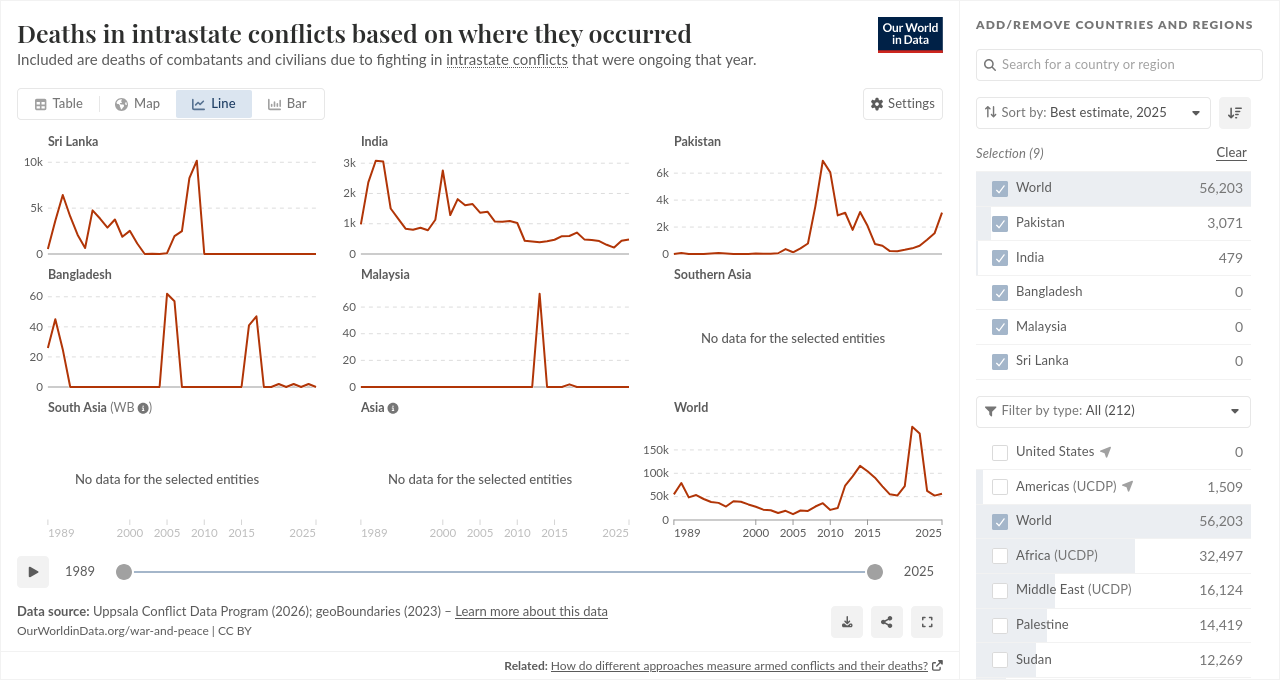 Deaths in intrastate conflicts based on where they occurred
Included are deaths of combatants and civilians due to fighting in intrastate conflicts that were ongoing that year.
Our World
in Data
Table
Map
Line
Bar
Settings
Sri Lanka
10k
5k
0
India
3k
2k
1k
0
Pakistan
6k
4k
2k
0
Bangladesh
60
40
20
0
Malaysia
60
40
20
0
Southern Asia
No data for the selected entities
South Asia (WB)
No data for the selected entities
1989 2000 2005 2010 2015 2025
Asia
No data for the selected entities
1989 2000 2005 2010 2015 2025
World
150k
100k
50k
0
1989 2000 2005 2010 2015 2025
1989
2025
Data source: Uppsala Conflict Data Program (2026); geoBoundaries (2023) – Learn more about this data
OurWorldinData.org/war-and-peace | CC BY
Related: How do different approaches measure armed conflicts and their deaths?
ADD/REMOVE COUNTRIES AND REGIONS
Search for a country or region
Sort by: Best estimate, 2025
Selection (9)
Clear
World 56,203
Pakistan 3,071
India 479
Bangladesh 0
Malaysia 0
Sri Lanka 0
Filter by type: All (212)
United States 0
Americas (UCDP) 1,509
World 56,203
Africa (UCDP) 32,497
Middle East (UCDP) 16,124
Palestine 14,419
Sudan 12,269